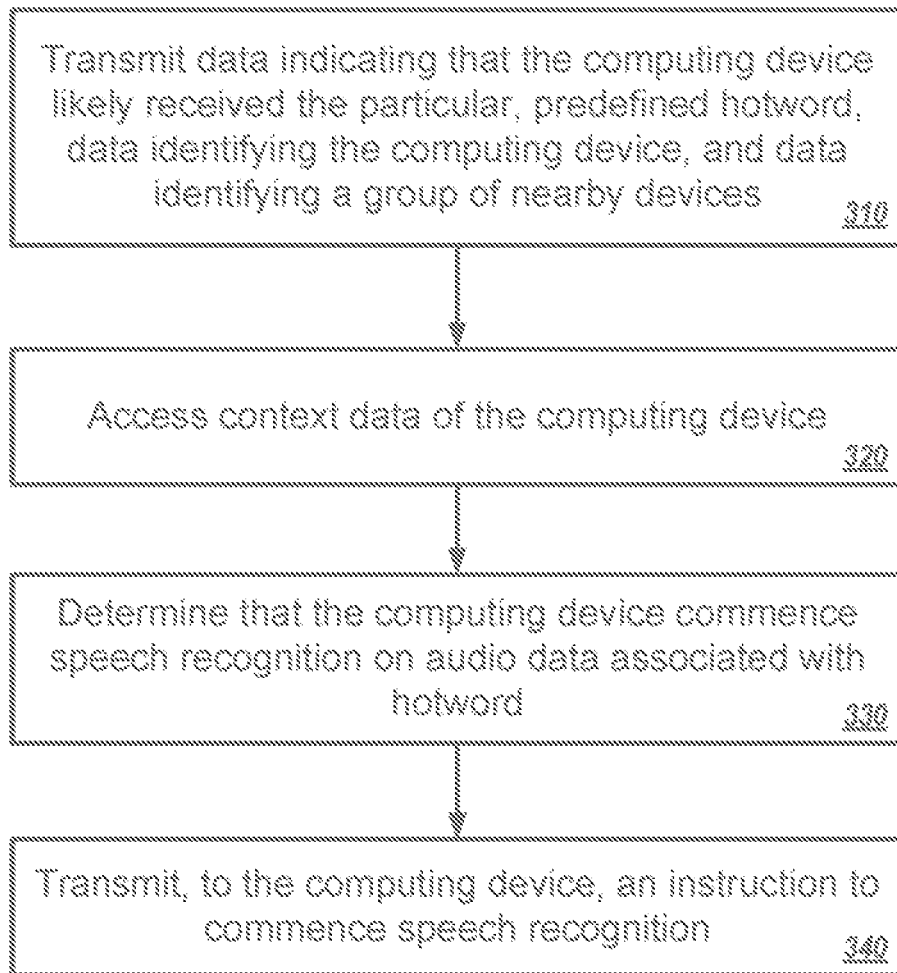 Transmit data indicating that the computing device
likely received the particular, predefined hotword,
data identifying the computing device, and data
identifying a group of nearby devices
310
Access context data of the computing device
320
Determine that the computing device commence
speech recognition on audio data associated with
hotword
330
Transmit, to the computing device, an instruction to
commence speech recognition
340